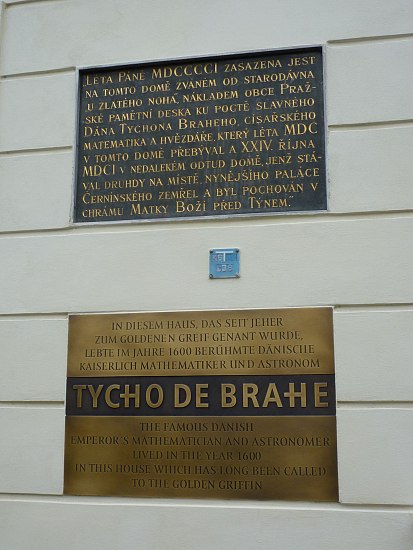 LETA PÁNĚ MDCCCCI ZASAZENA JEST
NA TOMTO DOMĚ ZVANÉM OD STARODÁVNA
„U ZLATÉHO NOHA", NÁKLADEM OBCE PRAŽ-
SKÉ PAMĚTNÍ DESKA KU POCTĚ SLAVNÉHO
DÁNA TYCHONA BRAHEHO, CÍSAŘSKÉHO
MATEMATIKA A HVĚZDÁŘE, KTERÝ LÉTA MDC
V TOMTO DOMĚ PŘEBÝVAL A XXIV. ŘÍJNA
MDCI V NEDALEKÉM ODTUD DOMĚ, JENŽ STÁ-
VAL DRUHDY NA MÍSTĚ, NYNĚJŠÍHO PALÁCE
ČERNÍNSKÉHO ZEMŘEL A BYL POCHOVÁN V
CHRÁMU MATKY BOŽÍ PŘED TÝNEM."
IN DIESEM HAUS, DAS SEIT JEHER
ZUM GOLDENEN GREIF GENANT WURDE,
LEBTE IM JAHRE 1600 BERÜHMTE DÄNISCHE
KAISERLICH MATHEMATIKER UND ASTRONOM
TYCHO DE BRAHE
THE FAMOUS DANISH
EMPEROR'S MATHEMATICIAN AND ASTRONOMER
LIVED IN THE YEAR 1600
IN THIS HOUSE WHICH HAS LONG BEEN CALLED
TO THE GOLDEN GRIFFIN